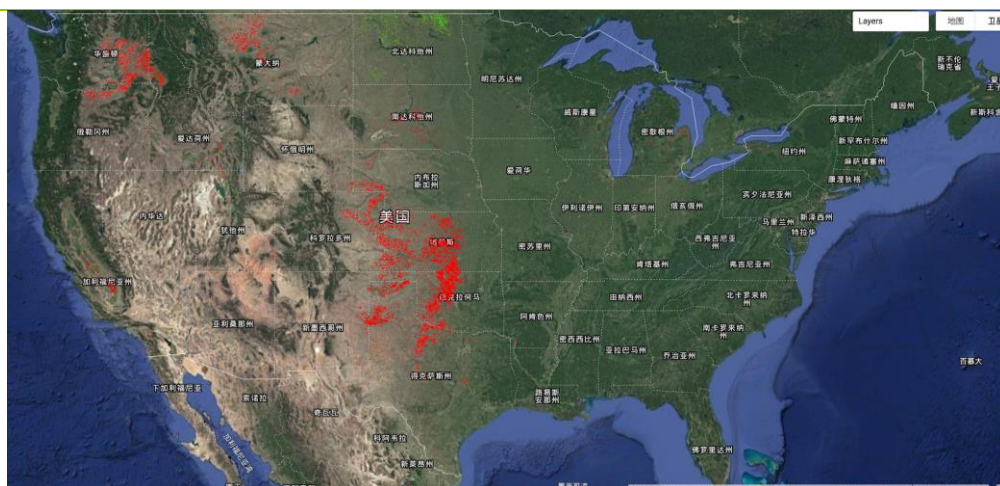 Layers
地图
卫星
华盛顿
蒙大纳
北达科他州
明尼苏达州
新不伦
瑞克省
缅因州
俄勒冈州
爱达荷州
南达科他州
威斯康星
密歇根州
佛蒙特州
新斯科舍
怀俄明州
纽约州
新罕布什尔州
麻萨诸塞州
内布拉
斯加州
爱荷华
康涅狄格
宾夕法尼亚州
内华达
犹他州
美国
伊利诺伊州
印第安纳州
俄亥俄州
马里兰州
新泽西州
特拉华
科罗拉多州
堪萨斯
密苏里州
西弗吉尼亚
州
肯塔基州
弗吉尼亚州
加利福尼亚州
俄克拉何马
田纳西州
北卡罗来纳
州
亚利桑那州
新墨西哥州
阿肯色州
南卡罗来纳
州
密西西比州
亚拉巴马州
乔治亚州
百慕大
下加利福尼亚
得克萨斯州
索诺拉
奇瓦瓦
路易斯
安那州
加利福尼亚湾
科阿韦拉
新莱昂州
佛罗里达州